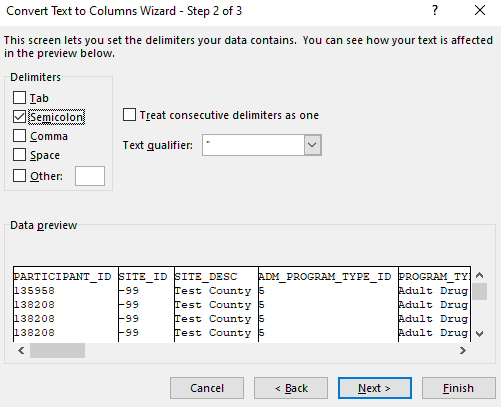 Convert Text to Columns Wizard - Step 2 of 3
?
This screen lets you set the delimiters your data contains. You can see how your text is affected
in the preview below.
Delimiters
Tab
Semicolon
Comma
Space
Other:
Treat consecutive delimiters as one
Text qualifier: "
Data preview
PARTICIPANT_ID SITE_ID SITE_DESC ADM_PROGRAM_TYPE_ID PROGRAM_TY
135958 -99 Test County 5 Adult Drug
138208 -99 Test County 5 Adult Drug
138208 -99 Test County 5 Adult Drug
138208 -99 Test County 5 Adult Drug
Cancel < Back Next > Finish